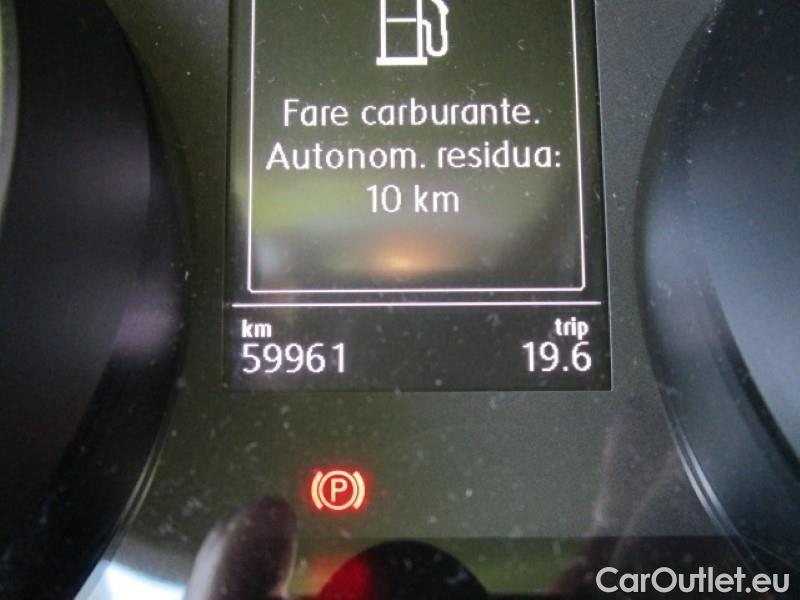 Fare carburante.
Autonom. residua:
10 km
km trip
59961 19.6
P
CarOutlet.eu